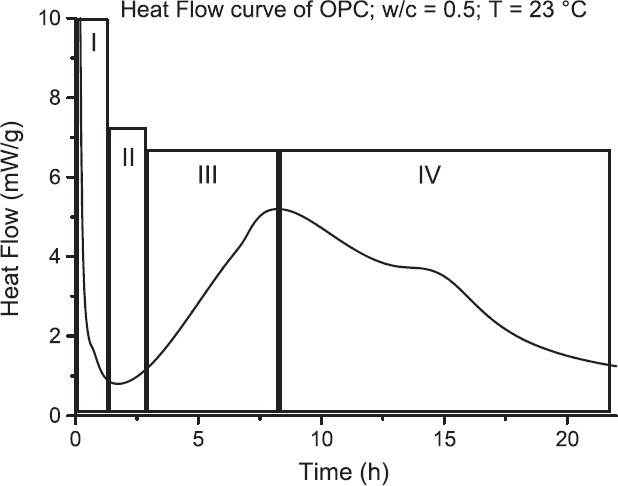 Heat Flow curve of OPC; w/c = 0.5; T = 23 °C
10
8
6
4
2
0
Heat Flow (mW/g)
I
II
III
IV
0 5 10 15 20
Time (h)